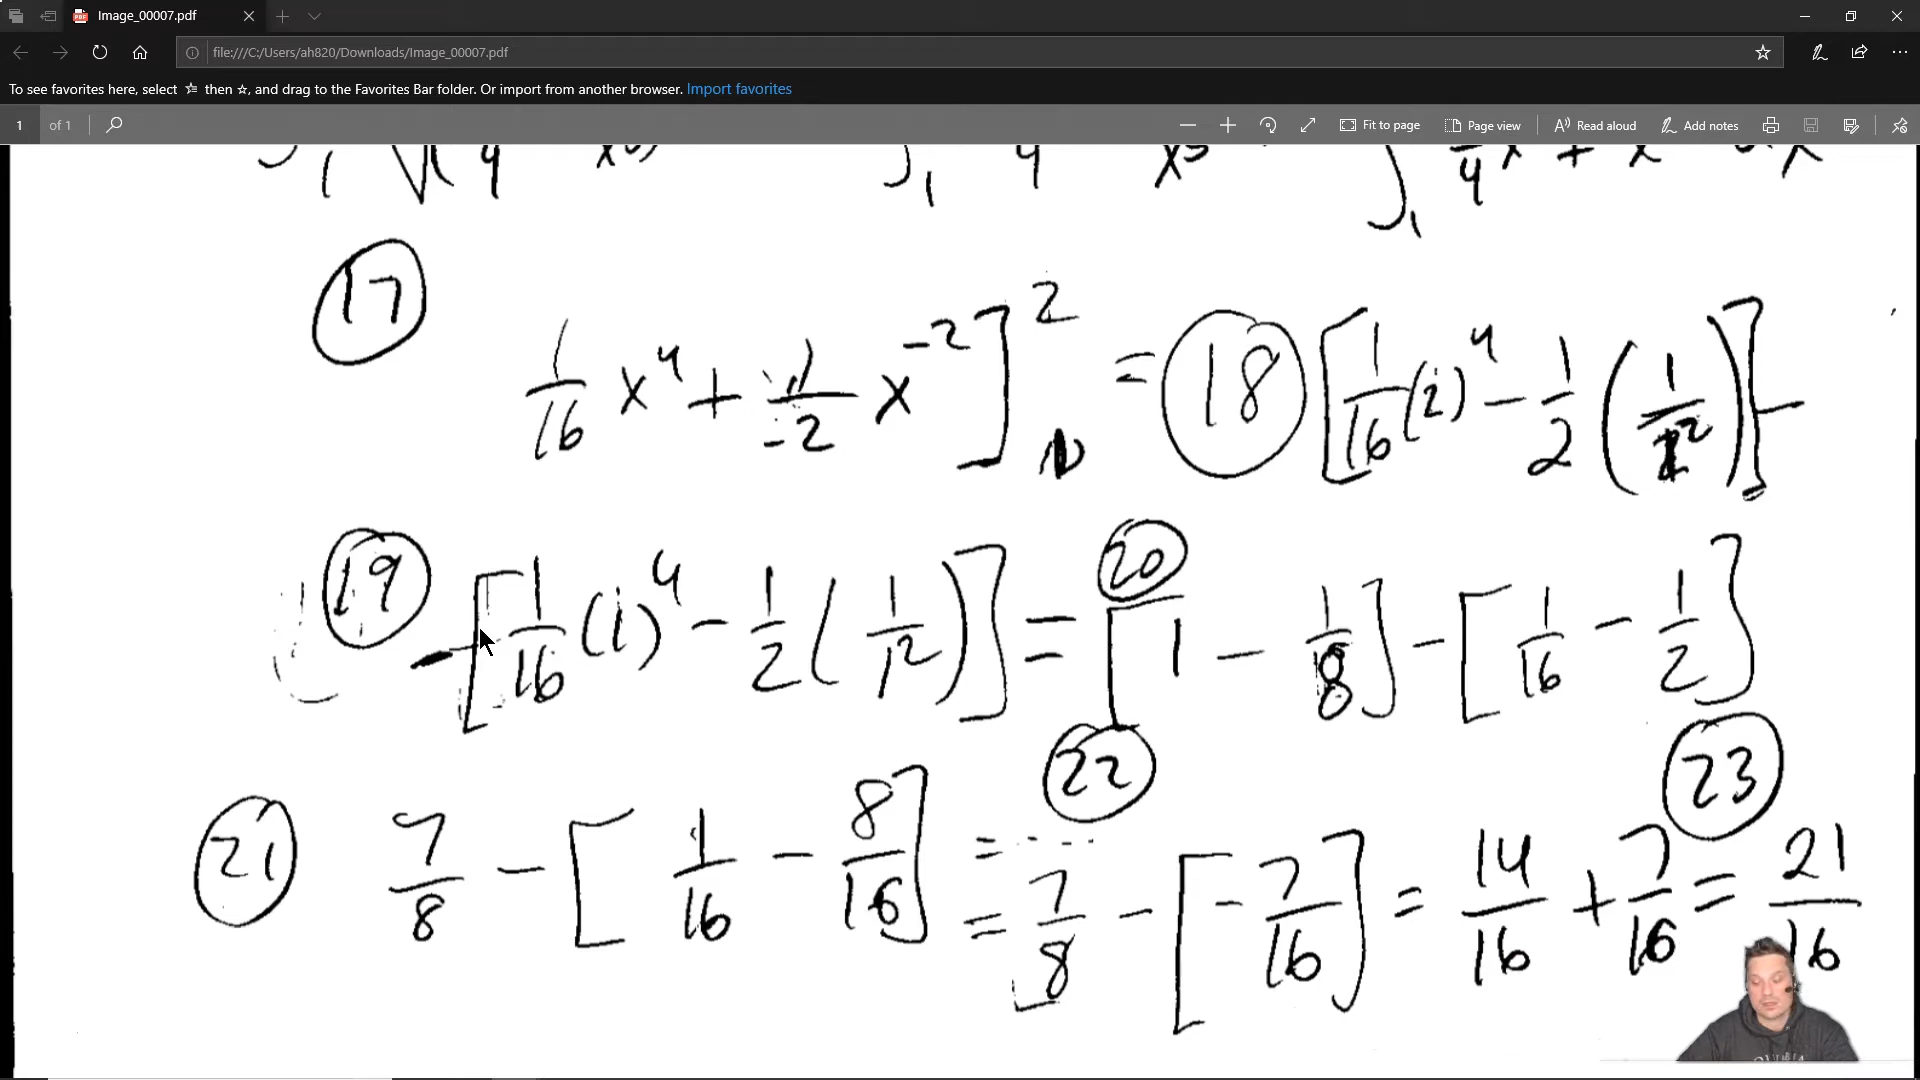 Image_00007.pdf
file:///C:/Users/ah820/Downloads/Image_00007.pdf
To see favorites here, select then ☆, and drag to the Favorites Bar folder. Or import from another browser. Import favorites
1 of 1 Fit to page Page view Read aloud Add notes
17
1/16 x^4 + 1/-2 x^-2 ]^2 = 18 [ 1/16 (2)^4 - 1/2 ( 1/2^2 ) ] -
19 - [ 1/16 (1)^4 - 1/2 ( 1/1^2 ) ] = 20 [ 1 - 1/8 ] - [ 1/16 - 1/2 ]
21 7/8 - [ 1/16 - 8/16 ] = 22 = 7/8 - [ - 7/16 ] = 14/16 + 7/16 = 23 21/16